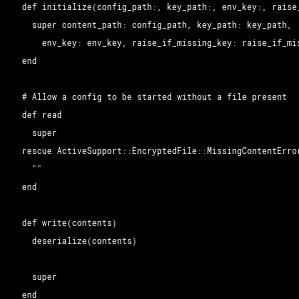 def initialize(config_path:, key_path:, env_key:, raise_
super content_path: config_path, key_path: key_path,
env_key: env_key, raise_if_missing_key: raise_if_mis
end
# Allow a config to be started without a file present
def read
super
rescue ActiveSupport::EncryptedFile::MissingContentError
""
end
def write(contents)
deserialize(contents)
super
end